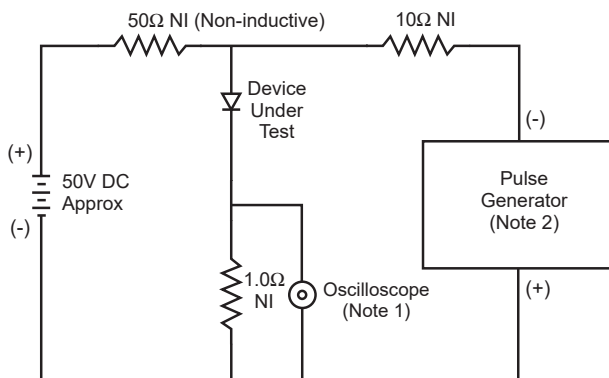 50Ω NI (Non-inductive)
10Ω NI
Device
Under
Test
(+)
50V DC
Approx
(-)
(-)
Pulse
Generator
(Note 2)
(+)
1.0Ω
NI
Oscilloscope
(Note 1)